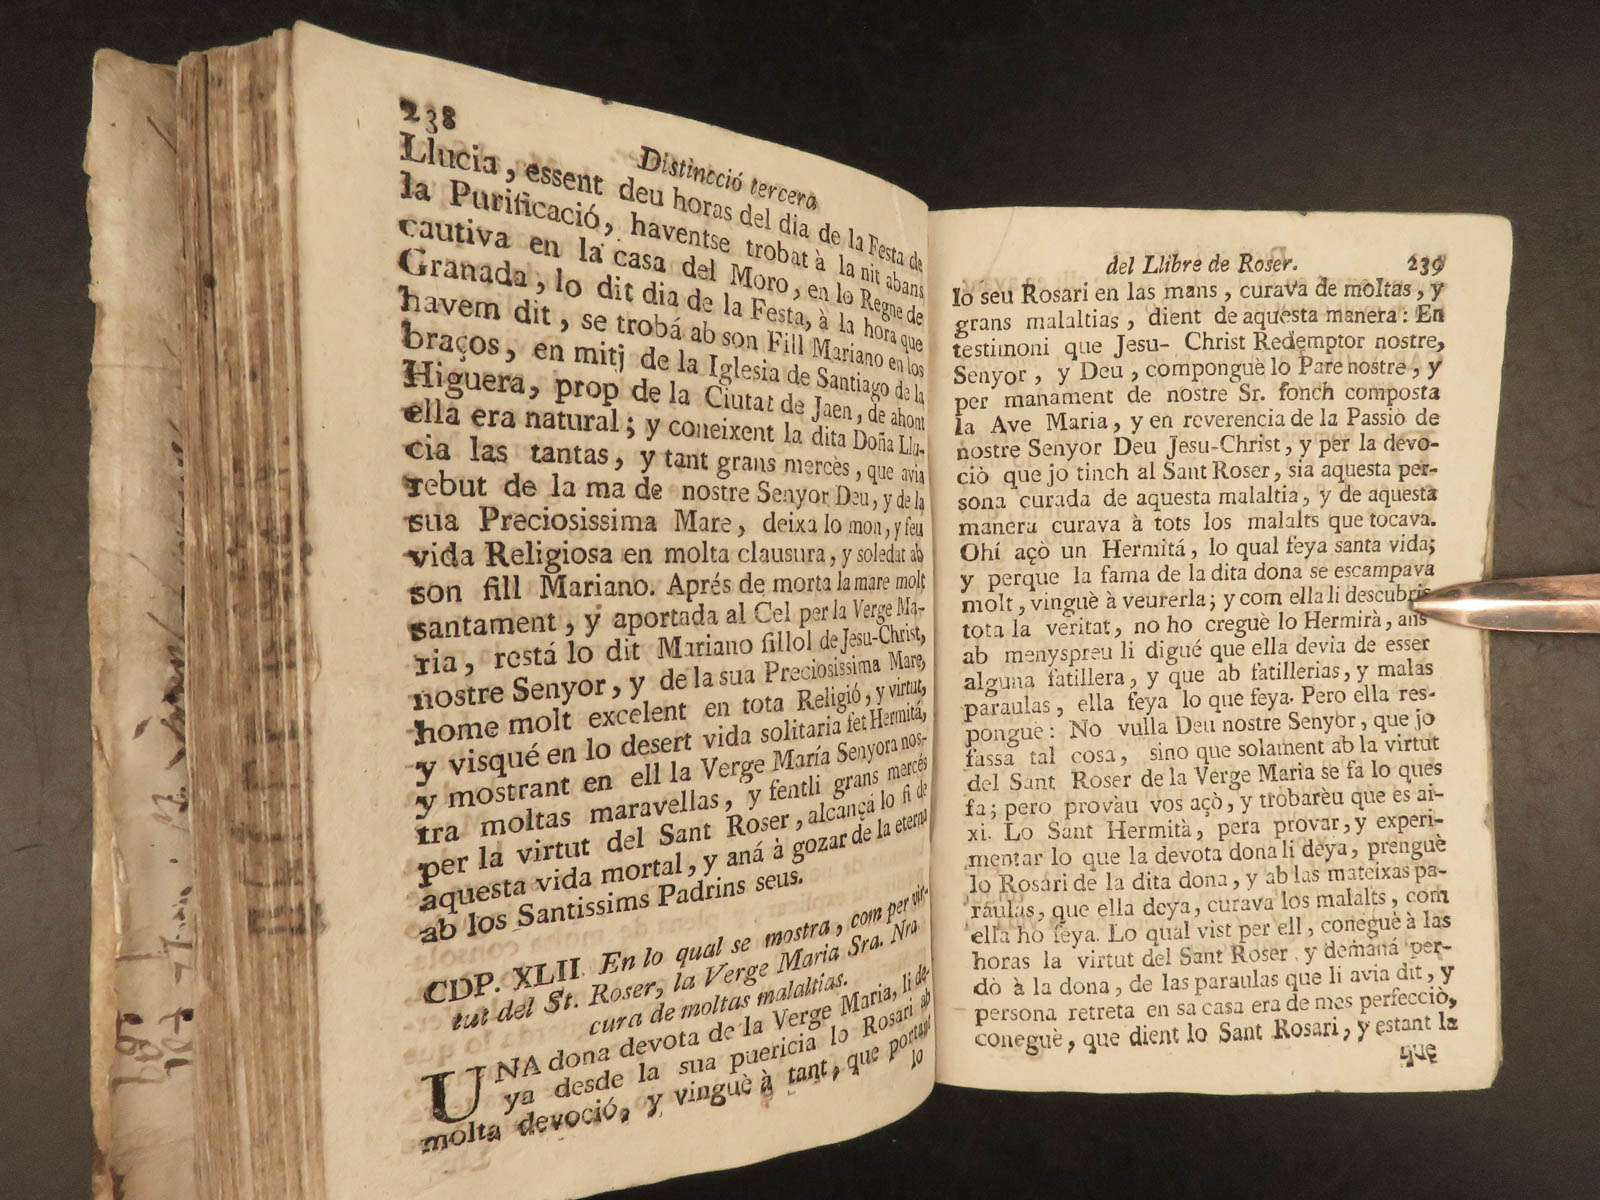 238
Distincció tercera
Llucia, essent deu horas del dia de la Festa de
la Purificació, haventse trobat à la nit abans
cautiva en la casa del Moro, en lo Regne de
Granada, lo dit dia de la Festa, à la hora que
havem dit, se trobá ab son Fill Mariano en los
braços, en mitj de la Iglesia de Santiago de la
Higuera, prop de la Ciutat de Jaen, de ahont
ella era natural; y coneixent la dita Doña Llu-
cia las tantas, y tant grans mercès, que avia
rebut de la ma de nostre Senyor Deu, y de la
sua Preciosissima Mare, deixa lo mon, y feu
vida Religiosa en molta clausura, y soledat ab
son fill Mariano. Aprés de morta la mare molt
santament, y aportada al Cel per la Verge Ma-
ria, restá lo dit Mariano fillol de Jesu-Christ,
nostre Senyor, y de la sua Preciosissima Mare,
home molt excelent en tota Religió, y virtut,
y visqué en lo desert vida solitaria fet Hermitá,
y mostrant en ell la Verge María Senyora nos-
tra moltas maravellas, y fentli grans mercés
per la virtut del Sant Roser, alcançá lo fi de
aquesta vida mortal, y aná à gozar de la eterna
ab los Santissims Padrins seus.
CDP. XLII. En lo qual se mostra, com per vir-
tut del St. Roser, la Verge Maria Sra. Nra.
cura de moltas malaltias.
UNA dona devota de la Verge Maria, li de-
ya desde la sua puericia lo Rosari ab
molta devoció, y vinguè à tant, que portant
lo
del Llibre de Roser.
239
lo seu Rosari en las mans, curava de mòltas, y
grans malaltias, dient de aquesta manera: En
testimoni que Jesu- Christ Redemptor nostre,
Senyor, y Deu, componguè lo Pare nostre, y
per manament de nostre Sr. fonch composta
la Ave Maria, y en reverencia de la Passiò de
nostre Senyor Deu Jesu-Christ, y per la devo-
ciò que jo tinch al Sant Roser, sia aquesta per-
sona curada de aquesta malaltia, y de aquesta
manera curava à tots los malalts que tocava.
Ohí açò un Hermitá, lo qual feya santa vida;
y perque la fama de la dita dona se escampava
molt, vinguè à veurerla; y com ella li descubris
tota la veritat, no ho creguè lo Hermirà, ans
ab menyspreu li digué que ella devia de esser
alguna fatillera, y que ab fatillerias, y malas
paraulas, ella feya lo que feya. Pero ella res-
pongue: No vulla Deu nostre Senyor, que jo
fassa tal cosa, sino que solament ab la virtut
del Sant Roser de la Verge Maria se fa lo ques
fa; pero provàu vos açò, y trobarèu que es ai-
xi. Lo Sant Hermità, pera provar, y experi-
mentar lo que la devota dona li deya, prenguè
lo Rosari de la dita dona, y ab las mateixas pa-
raulas, que ella deya, curava los malalts, com
ella ho feya. Lo qual vist per ell, coneguè à las
horas la virtut del Sant Roser, y demaná per-
dò à la dona, de las paraulas que li avia dit, y
persona retreta en sa casa era de mes perfecciò,
coneguè, que dient lo Sant Rosari, y estant la
que